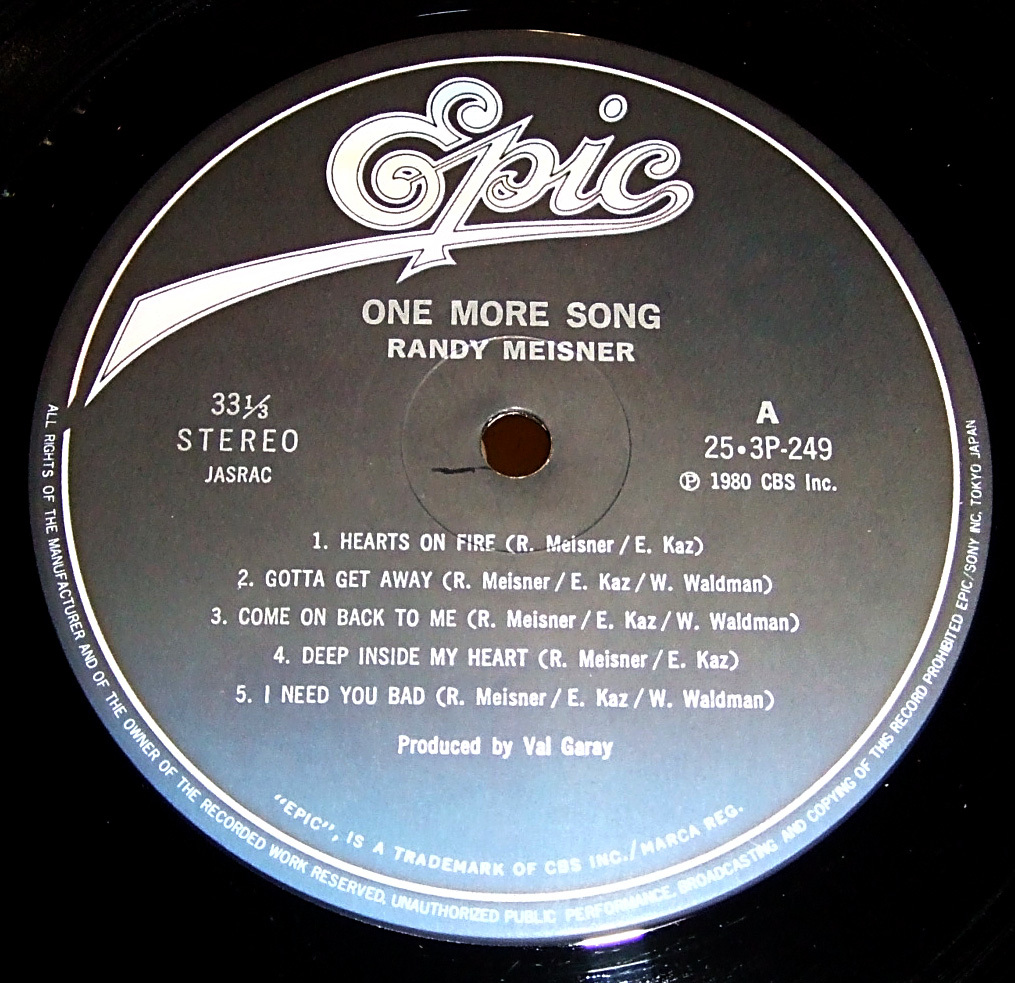 Epic
ONE MORE SONG
RANDY MEISNER
33⅓
STEREO
JASRAC
A
25•3P-249
Ⓟ 1980 CBS Inc.
1. HEARTS ON FIRE (R. Meisner / E. Kaz)
2. GOTTA GET AWAY (R. Meisner / E. Kaz / W. Waldman)
3. COME ON BACK TO ME (R. Meisner / E. Kaz / W. Waldman)
4. DEEP INSIDE MY HEART (R. Meisner / E. Kaz)
5. I NEED YOU BAD (R. Meisner / E. Kaz / W. Waldman)
Produced by Val Garay
"EPIC", IS A TRADEMARK OF CBS INC./MARCA REG.
ALL RIGHTS OF THE MANUFACTURER AND OF THE OWNER OF THE RECORDED WORK RESERVED. UNAUTHORIZED PUBLIC PERFORMANCE, BROADCASTING AND COPYING OF THIS RECORD PROHIBITED EPIC/SONY INC. TOKYO JAPAN